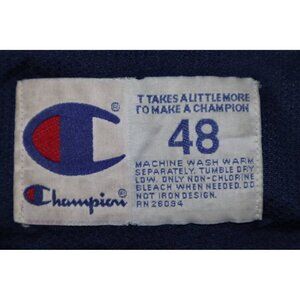 T TAKES A LITTLE MORE
TO MAKE A CHAMPION
®
48
MACHINE WASH WARM
SEPARATELY. TUMBLE DRY
LOW. ONLY NON-CHLORINE
BLEACH WHEN NEEDED. DO
NOT IRON DESIGN.
RN 26094
Champion®